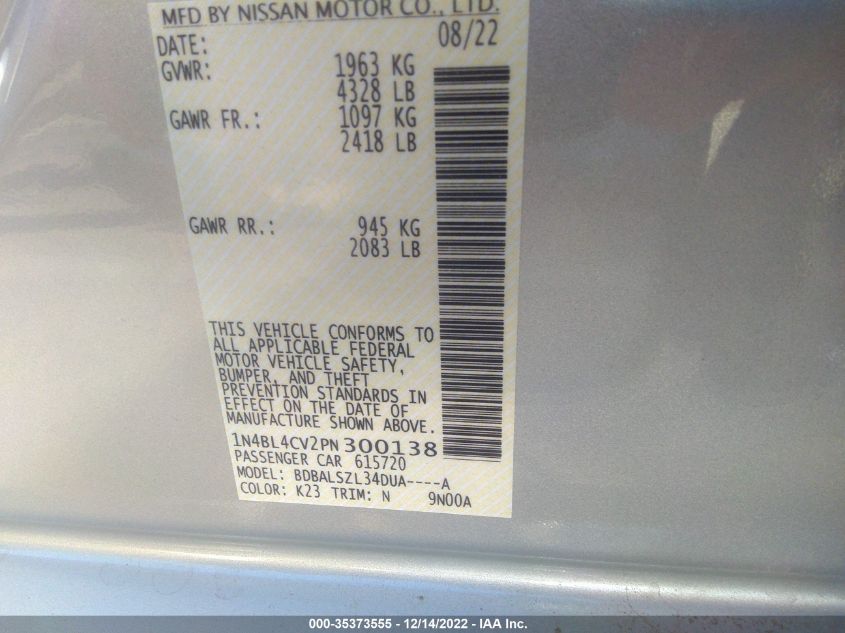 MFD BY NISSAN MOTOR CO., LTD.
DATE: 08/22
GVWR: 1963 KG
4328 LB
GAWR FR.: 1097 KG
2418 LB
GAWR RR.: 945 KG
2083 LB
THIS VEHICLE CONFORMS TO
ALL APPLICABLE FEDERAL
MOTOR VEHICLE SAFETY,
BUMPER, AND THEFT
PREVENTION STANDARDS IN
EFFECT ON THE DATE OF
MANUFACTURE SHOWN ABOVE.
1N4BL4CV2PN300138
PASSENGER CAR 615720
MODEL: BDBALSZL34DUA----A
COLOR: K23 TRIM: N 9N00A
000-35373555 - 12/14/2022 - IAA Inc.